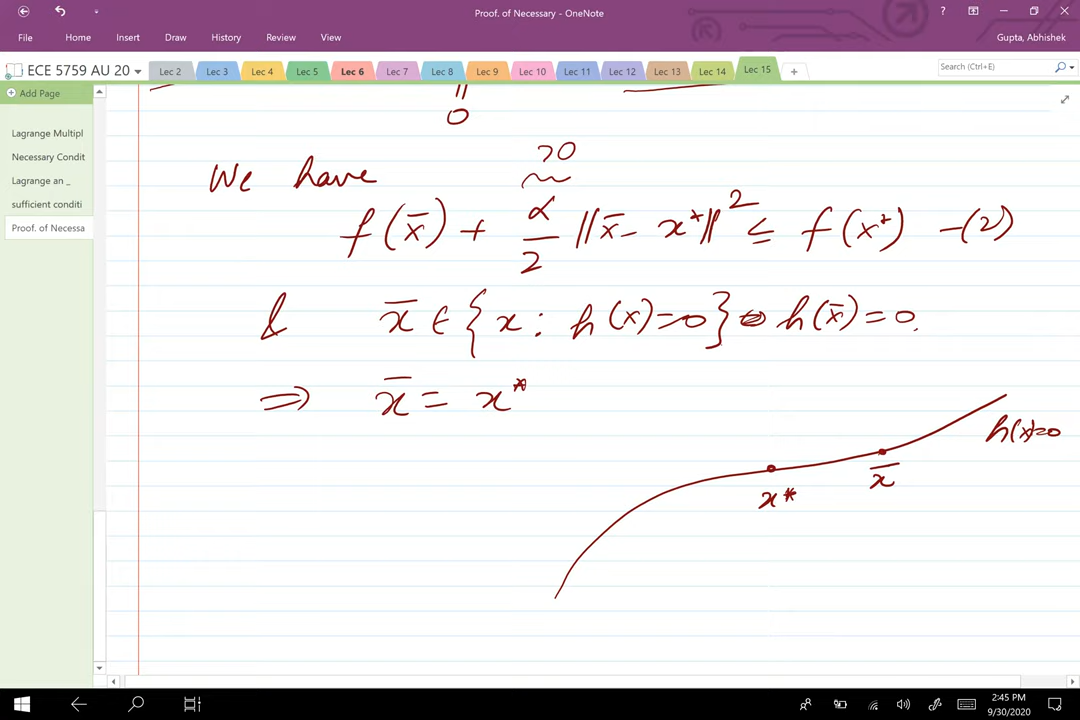 Proof. of Necessary - OneNote
?
File Home Insert Draw History Review View
Gupta, Abhishek
ECE 5759 AU 20
Lec 2 Lec 3 Lec 4 Lec 5 Lec 6 Lec 7 Lec 8 Lec 9 Lec 10 Lec 11 Lec 12 Lec 13 Lec 14 Lec 15 +
Search (Ctrl+E)
Add Page
Lagrange Multipl
Necessary Condit
Lagrange an _
sufficient conditi
Proof. of Necessa
0
We have
>0
f(x̄) + α/2 ||x̄ - x*||² ≤ f(x*) -(2)
& x̄ ∈ {x : h(x)=0} ⇔ h(x̄)=0.
⇒ x̄ = x*
h(x)=0
x̄
x*
2:45 PM
9/30/2020